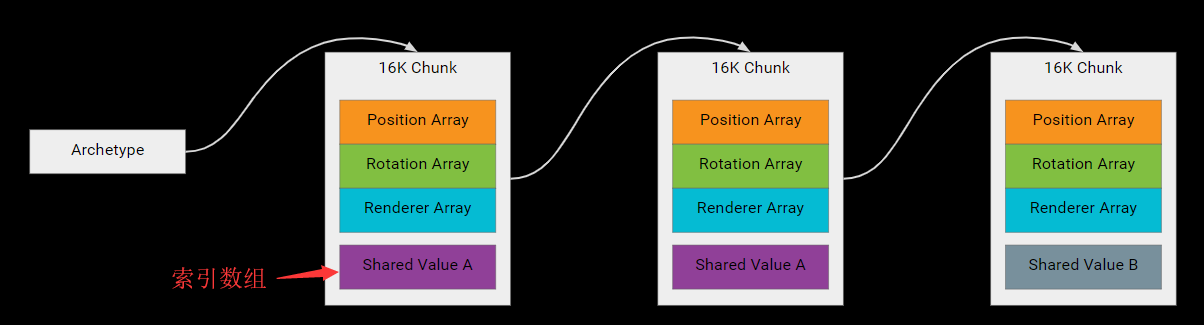 Archetype
16K Chunk
Position Array
Rotation Array
Renderer Array
Shared Value A
索引数组
16K Chunk
Position Array
Rotation Array
Renderer Array
Shared Value A
16K Chunk
Position Array
Rotation Array
Renderer Array
Shared Value B